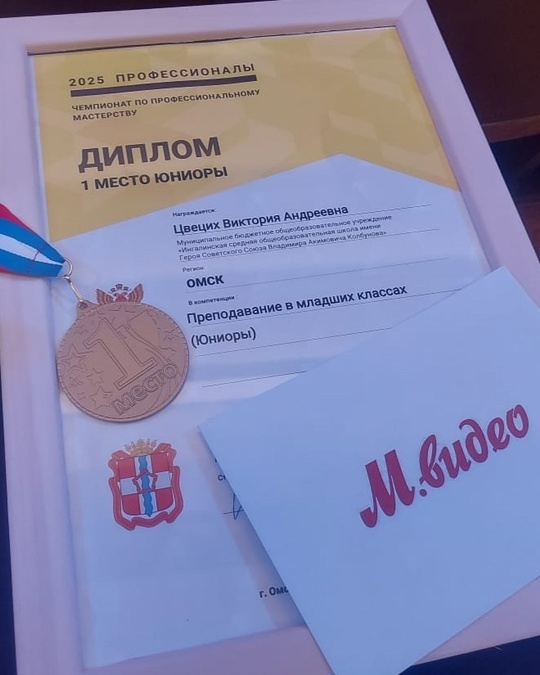 2025 ПРОФЕССИОНАЛЫ
ЧЕМПИОНАТ ПО ПРОФЕССИОНАЛЬНОМУ
МАСТЕРСТВУ
ДИПЛОМ
1 МЕСТО ЮНИОРЫ
Награждается:
Цвецих Виктория Андреевна
Муниципальное бюджетное общеобразовательное учреждение
«Ингалинская средняя общеобразовательная школа имени
Героя Советского Союза Владимира Акимовича Колбунова»
Регион
ОМСК
В компетенции
Преподавание в младших классах
(Юниоры)
1
МЕСТО
М.видео